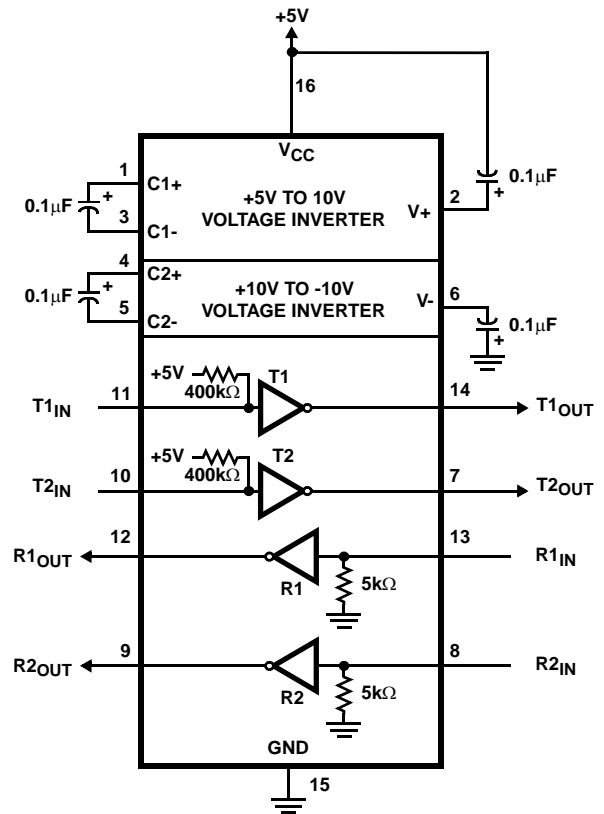 +5V
16
VCC
1
C1+
0.1μF
+
3
C1-
+5V TO 10V
VOLTAGE INVERTER
V+
2
0.1μF
+
4
C2+
0.1μF
+
5
C2-
+10V TO -10V
VOLTAGE INVERTER
V-
6
0.1μF
+
T1IN
11
+5V
400kΩ
T1
14
T1OUT
T2IN
10
+5V
400kΩ
T2
7
T2OUT
R1OUT
12
R1
5kΩ
13
R1IN
R2OUT
9
R2
5kΩ
8
R2IN
GND
15